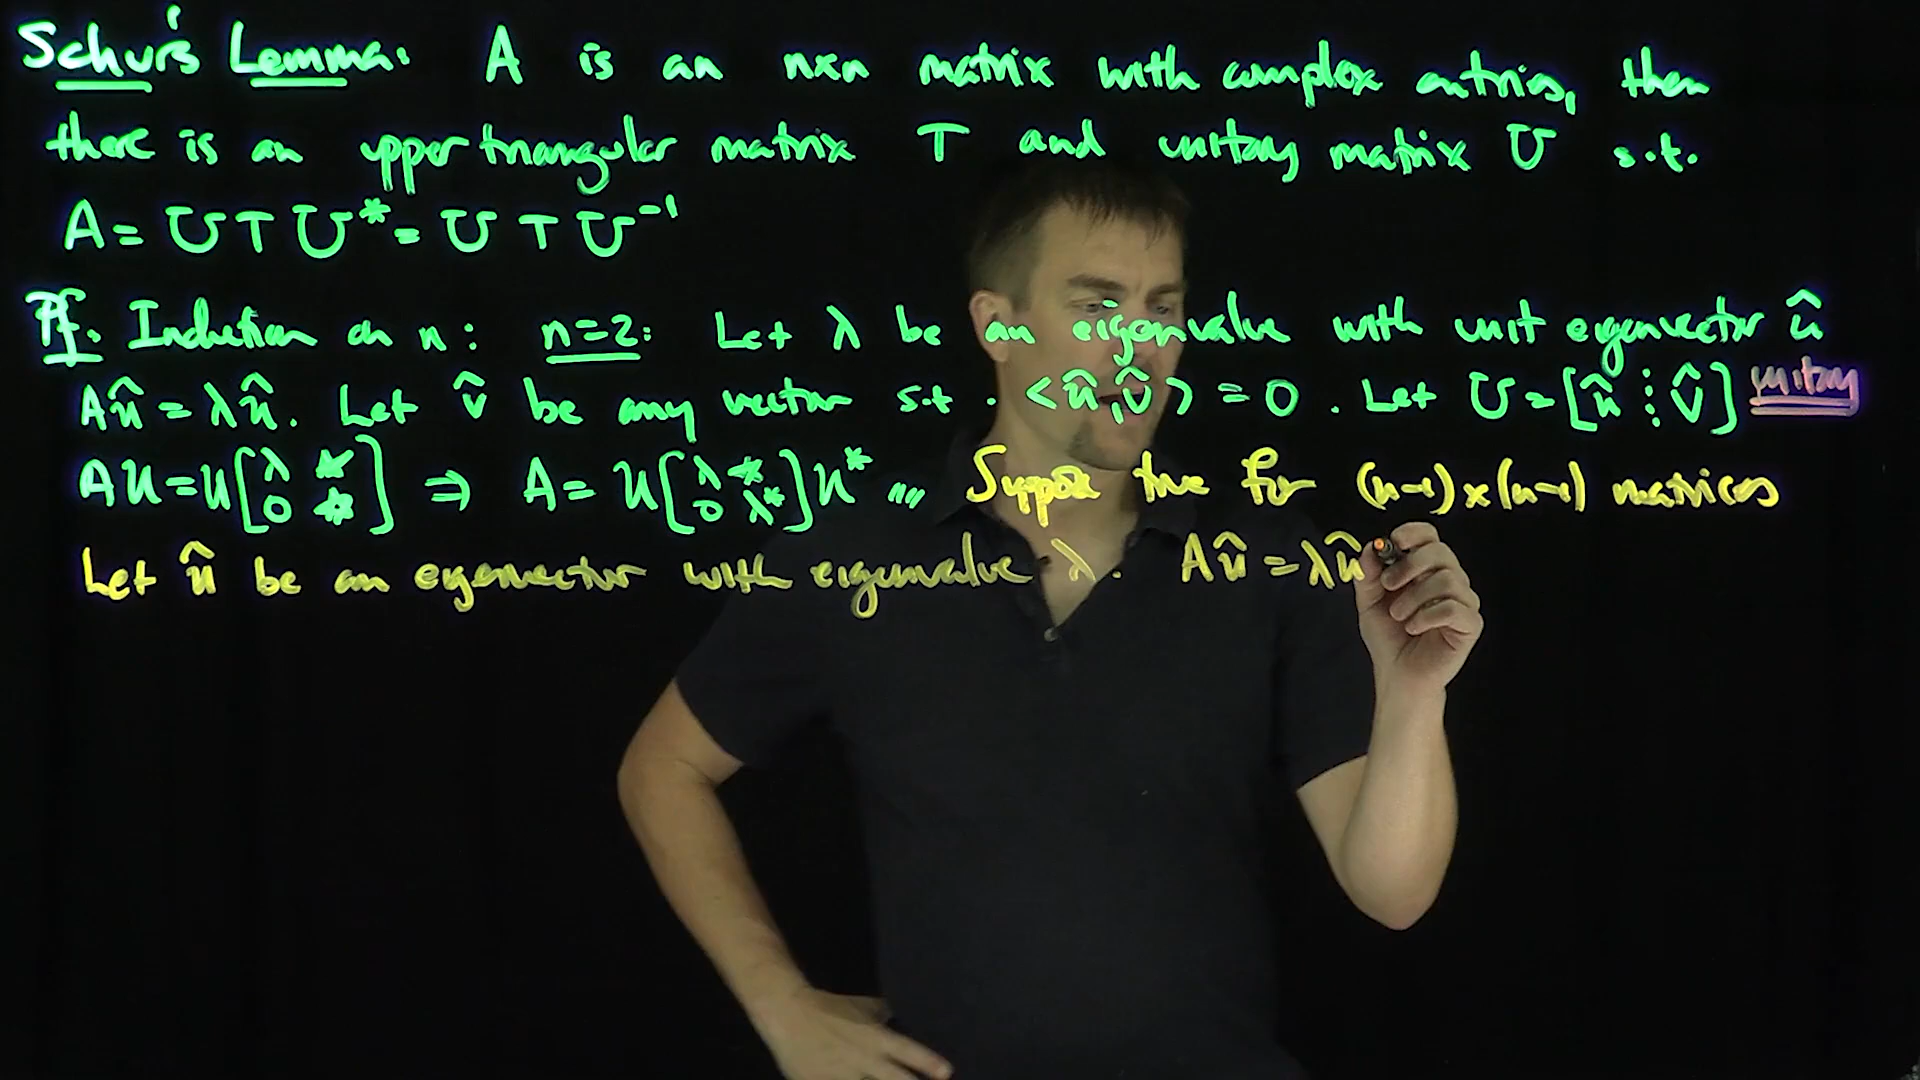 Schur's Lemma: A is an n×n matrix with complex entries, then
there is an upper triangular matrix T and unitary matrix U s.t.
A = U T U* = U T U⁻¹
Pf. Induction on n: n=2: Let λ be an eigenvalue with unit eigenvector û
Aû = λû. Let v̂ be any vector s.t. <û, v̂> = 0. Let U = [û ⋮ v̂] unitary
AU = U[λ * ; 0 *] ⇒ A = U[λ * ; 0 λ*]U* ,,,, Suppose true for (n-1)×(n-1) matrices
Let û be an eigenvector with eigenvalue λ. Aû = λû